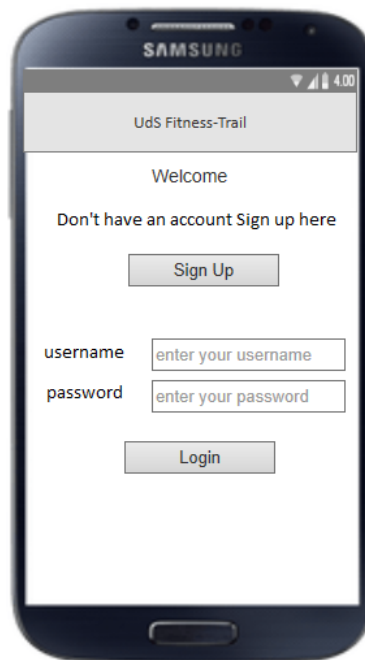 SAMSUNG
4.00
UdS Fitness-Trail
Welcome
Don't have an account Sign up here
Sign Up
username enter your username
password enter your password
Login